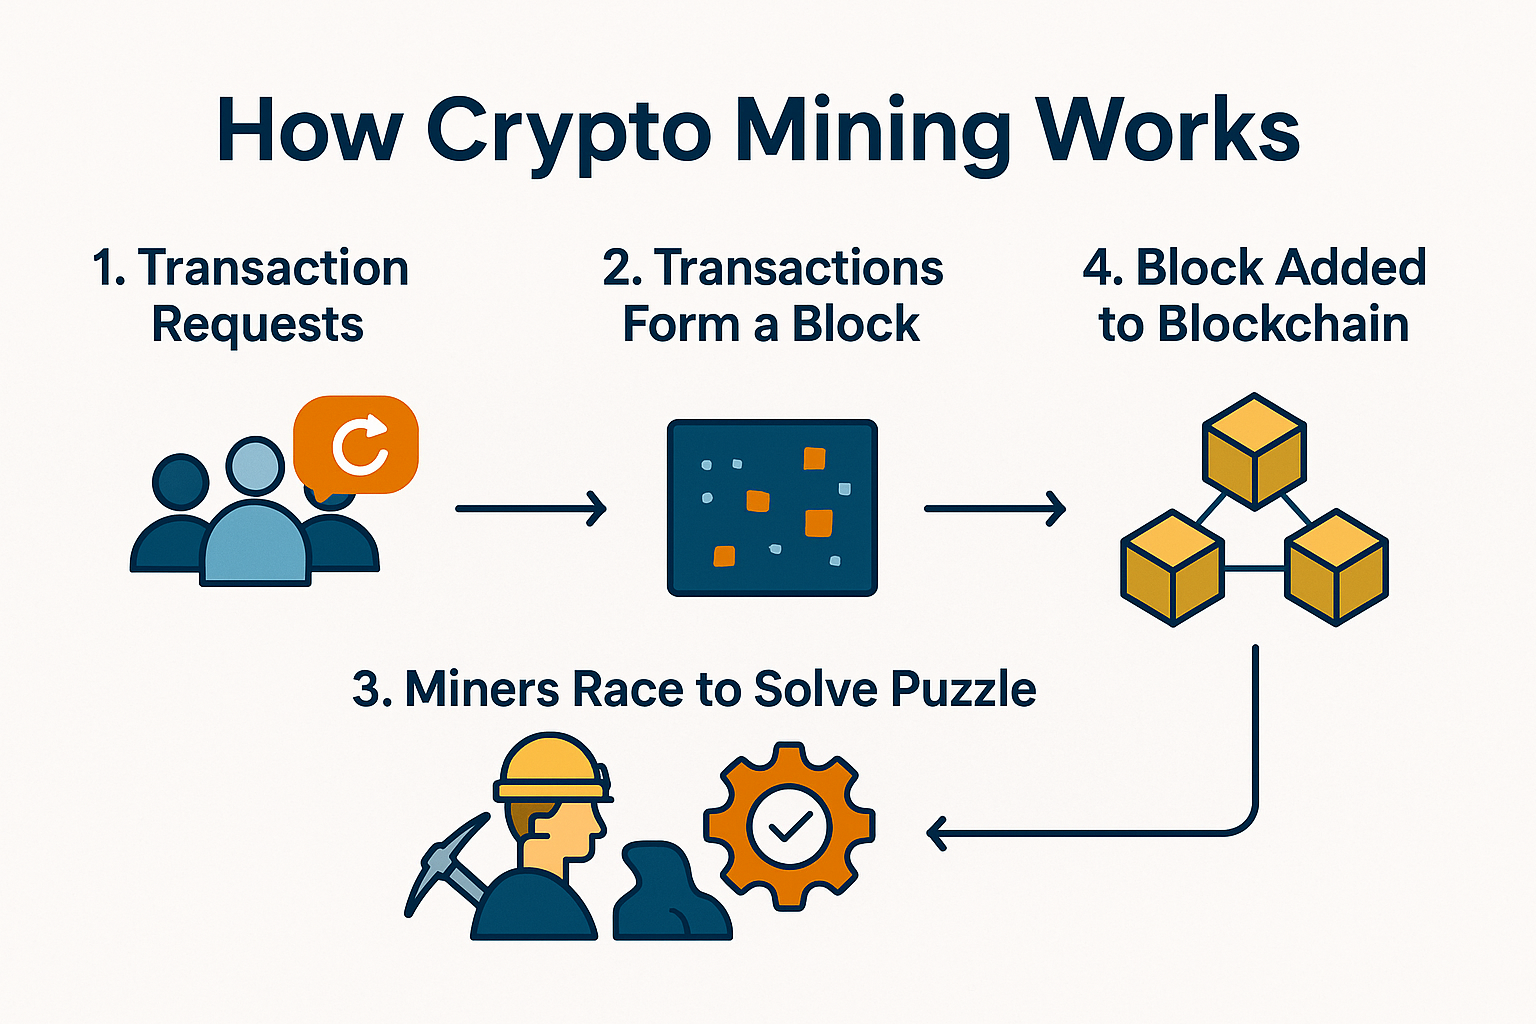 How Crypto Mining Works
1. Transaction
Requests
2. Transactions
Form a Block
4. Block Added
to Blockchain
3. Miners Race to Solve Puzzle